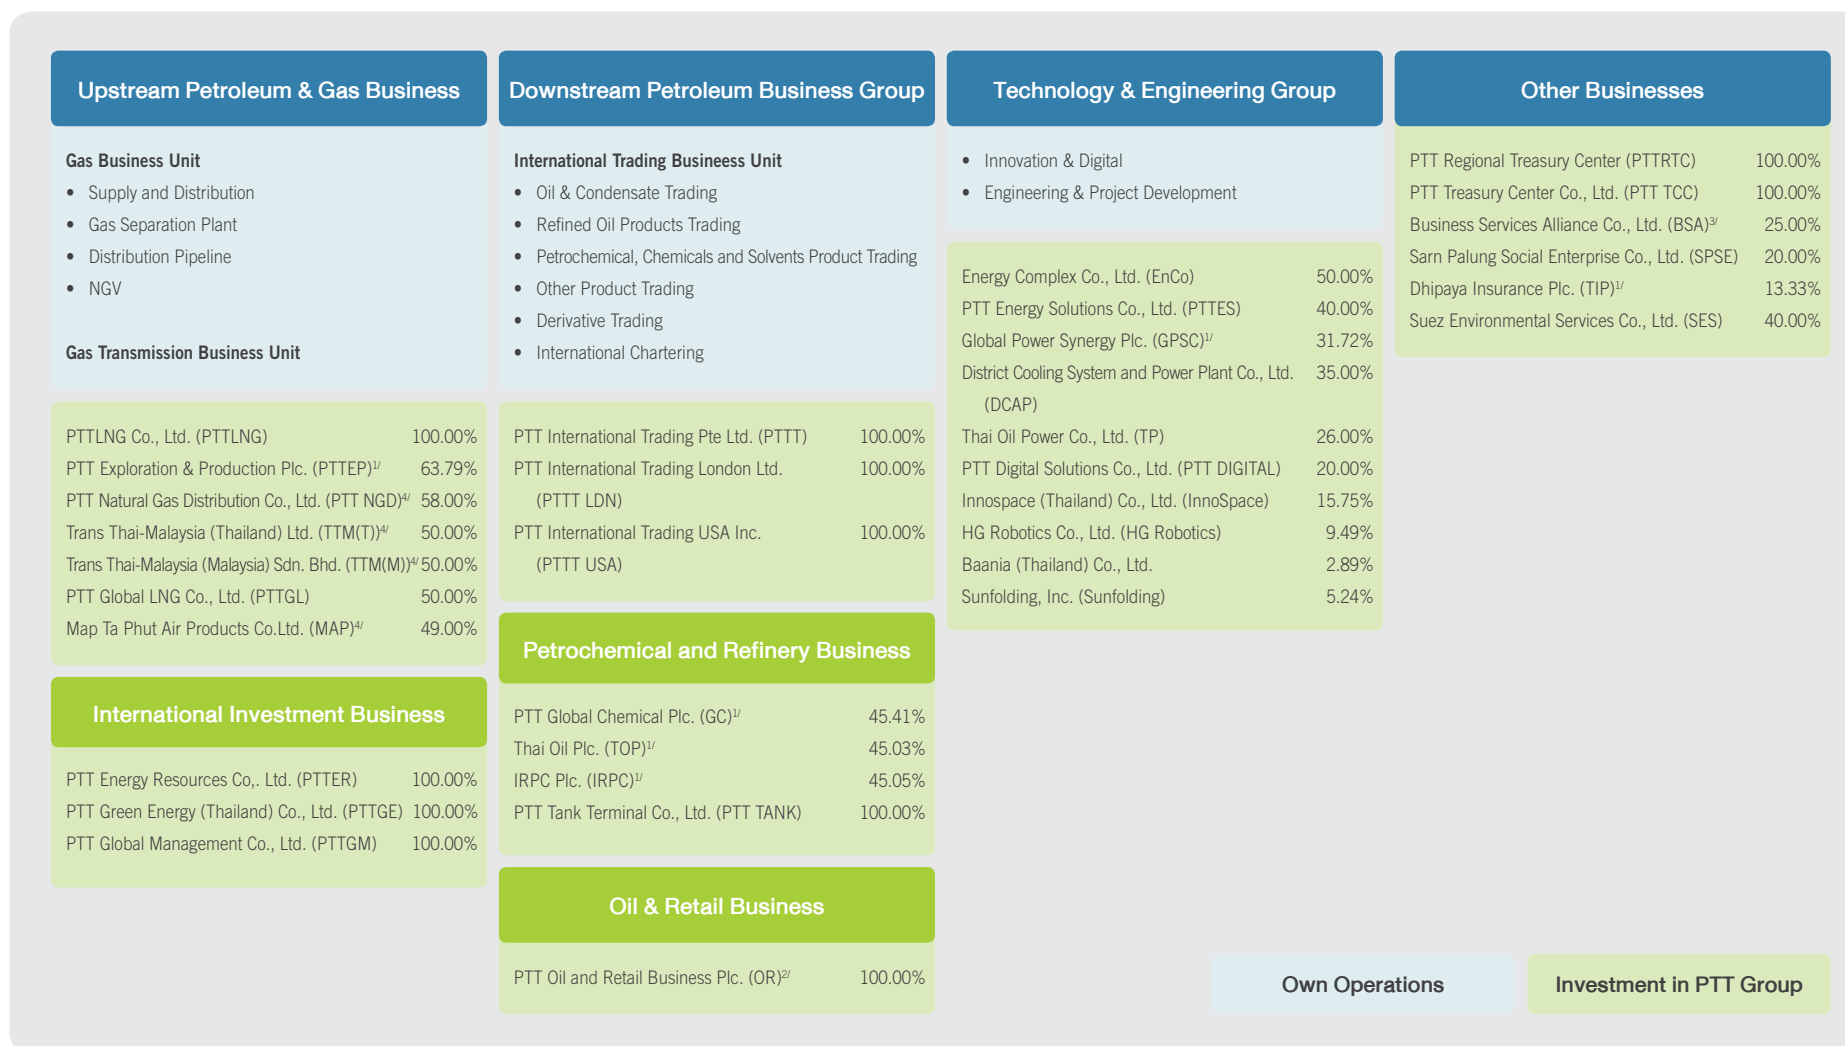 Upstream Petroleum & Gas Business
Gas Business Unit
• Supply and Distribution
• Gas Separation Plant
• Distribution Pipeline
• NGV
Gas Transmission Business Unit
PTTLNG Co., Ltd. (PTTLNG) 100.00%
PTT Exploration & Production Plc. (PTTEP)1/ 63.79%
PTT Natural Gas Distribution Co., Ltd. (PTT NGD)4/ 58.00%
Trans Thai-Malaysia (Thailand) Ltd. (TTM(T))4/ 50.00%
Trans Thai-Malaysia (Malaysia) Sdn. Bhd. (TTM(M))4/ 50.00%
PTT Global LNG Co., Ltd. (PTTGL) 50.00%
Map Ta Phut Air Products Co.Ltd. (MAP)4/ 49.00%
International Investment Business
PTT Energy Resources Co,. Ltd. (PTTER) 100.00%
PTT Green Energy (Thailand) Co., Ltd. (PTTGE) 100.00%
PTT Global Management Co., Ltd. (PTTGM) 100.00%
Downstream Petroleum Business Group
International Trading Busineess Unit
• Oil & Condensate Trading
• Refined Oil Products Trading
• Petrochemical, Chemicals and Solvents Product Trading
• Other Product Trading
• Derivative Trading
• International Chartering
PTT International Trading Pte Ltd. (PTTT) 100.00%
PTT International Trading London Ltd. 100.00%
(PTTT LDN)
PTT International Trading USA Inc. 100.00%
(PTTT USA)
Petrochemical and Refinery Business
PTT Global Chemical Plc. (GC)1/ 45.41%
Thai Oil Plc. (TOP)1/ 45.03%
IRPC Plc. (IRPC)1/ 45.05%
PTT Tank Terminal Co., Ltd. (PTT TANK) 100.00%
Oil & Retail Business
PTT Oil and Retail Business Plc. (OR)2/ 100.00%
Technology & Engineering Group
• Innovation & Digital
• Engineering & Project Development
Energy Complex Co., Ltd. (EnCo) 50.00%
PTT Energy Solutions Co., Ltd. (PTTES) 40.00%
Global Power Synergy Plc. (GPSC)1/ 31.72%
District Cooling System and Power Plant Co., Ltd. 35.00%
(DCAP)
Thai Oil Power Co., Ltd. (TP) 26.00%
PTT Digital Solutions Co., Ltd. (PTT DIGITAL) 20.00%
Innospace (Thailand) Co., Ltd. (InnoSpace) 15.75%
HG Robotics Co., Ltd. (HG Robotics) 9.49%
Baania (Thailand) Co., Ltd. 2.89%
Sunfolding, Inc. (Sunfolding) 5.24%
Other Businesses
PTT Regional Treasury Center (PTTRTC) 100.00%
PTT Treasury Center Co., Ltd. (PTT TCC) 100.00%
Business Services Alliance Co., Ltd. (BSA)3/ 25.00%
Sarn Palung Social Enterprise Co., Ltd. (SPSE) 20.00%
Dhipaya Insurance Plc. (TIP)1/ 13.33%
Suez Environmental Services Co., Ltd. (SES) 40.00%
Own Operations
Investment in PTT Group